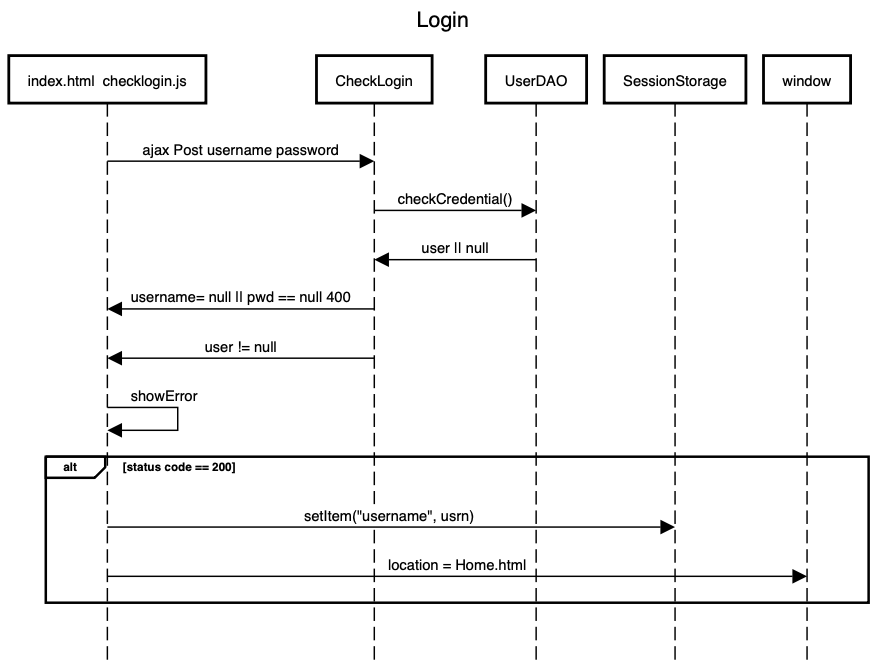 Login
index.html checklogin.js
CheckLogin
UserDAO
SessionStorage
window
ajax Post username password
checkCredential()
user || null
username= null || pwd == null 400
user != null
showError
alt
[status code == 200]
setItem("username", usrn)
location = Home.html